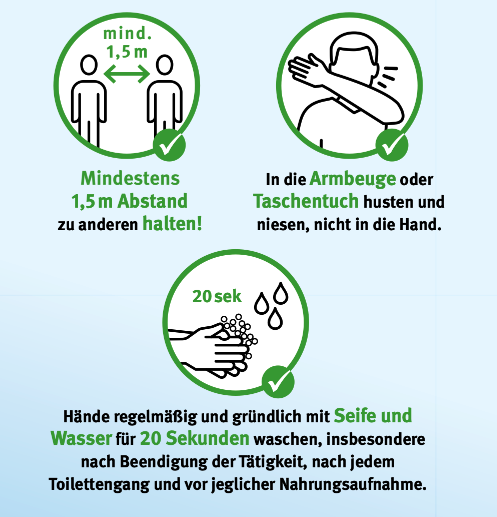 mind.
1,5 m
Mindestens
1,5 m Abstand
zu anderen halten!
In die Armbeuge oder
Taschentuch husten und
niesen, nicht in die Hand.
20 sek
Hände regelmäßig und gründlich mit Seife und
Wasser für 20 Sekunden waschen, insbesondere
nach Beendigung der Tätigkeit, nach jedem
Toilettengang und vor jeglicher Nahrungsaufnahme.